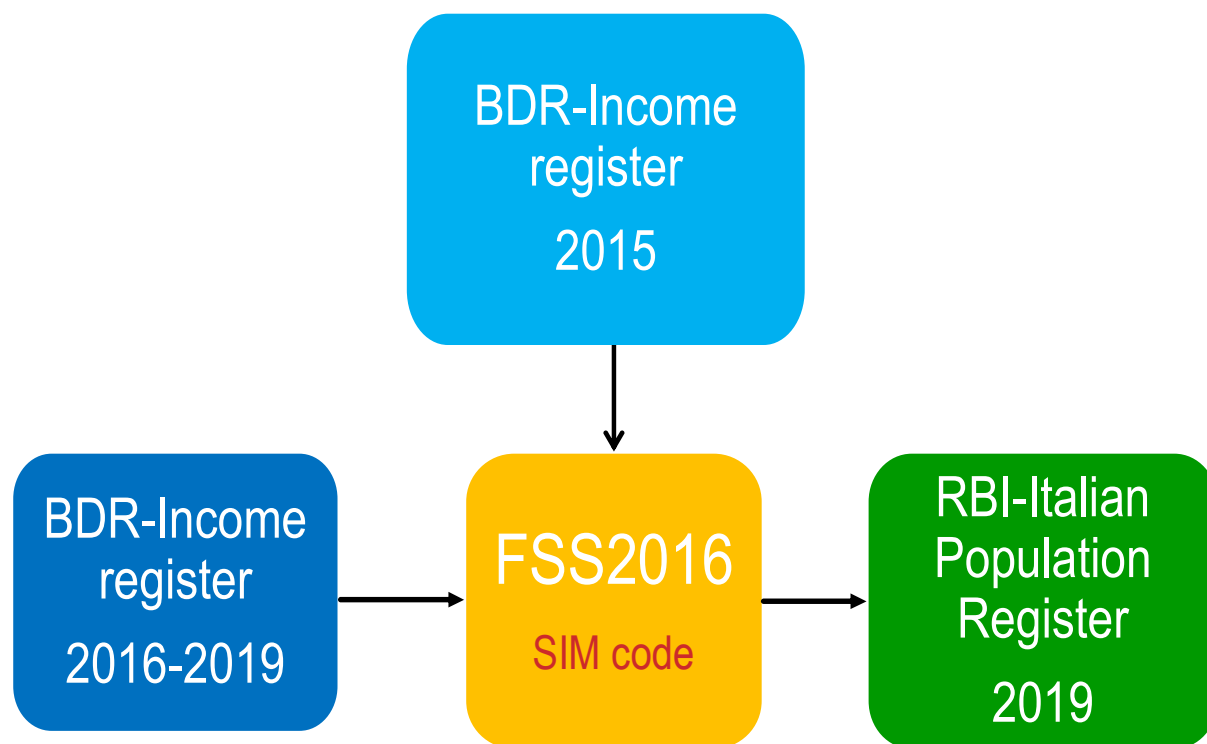 BDR-Income
register
2015
BDR-Income
register
2016-2019
FSS2016
SIM code
RBI-Italian
Population
Register
2019